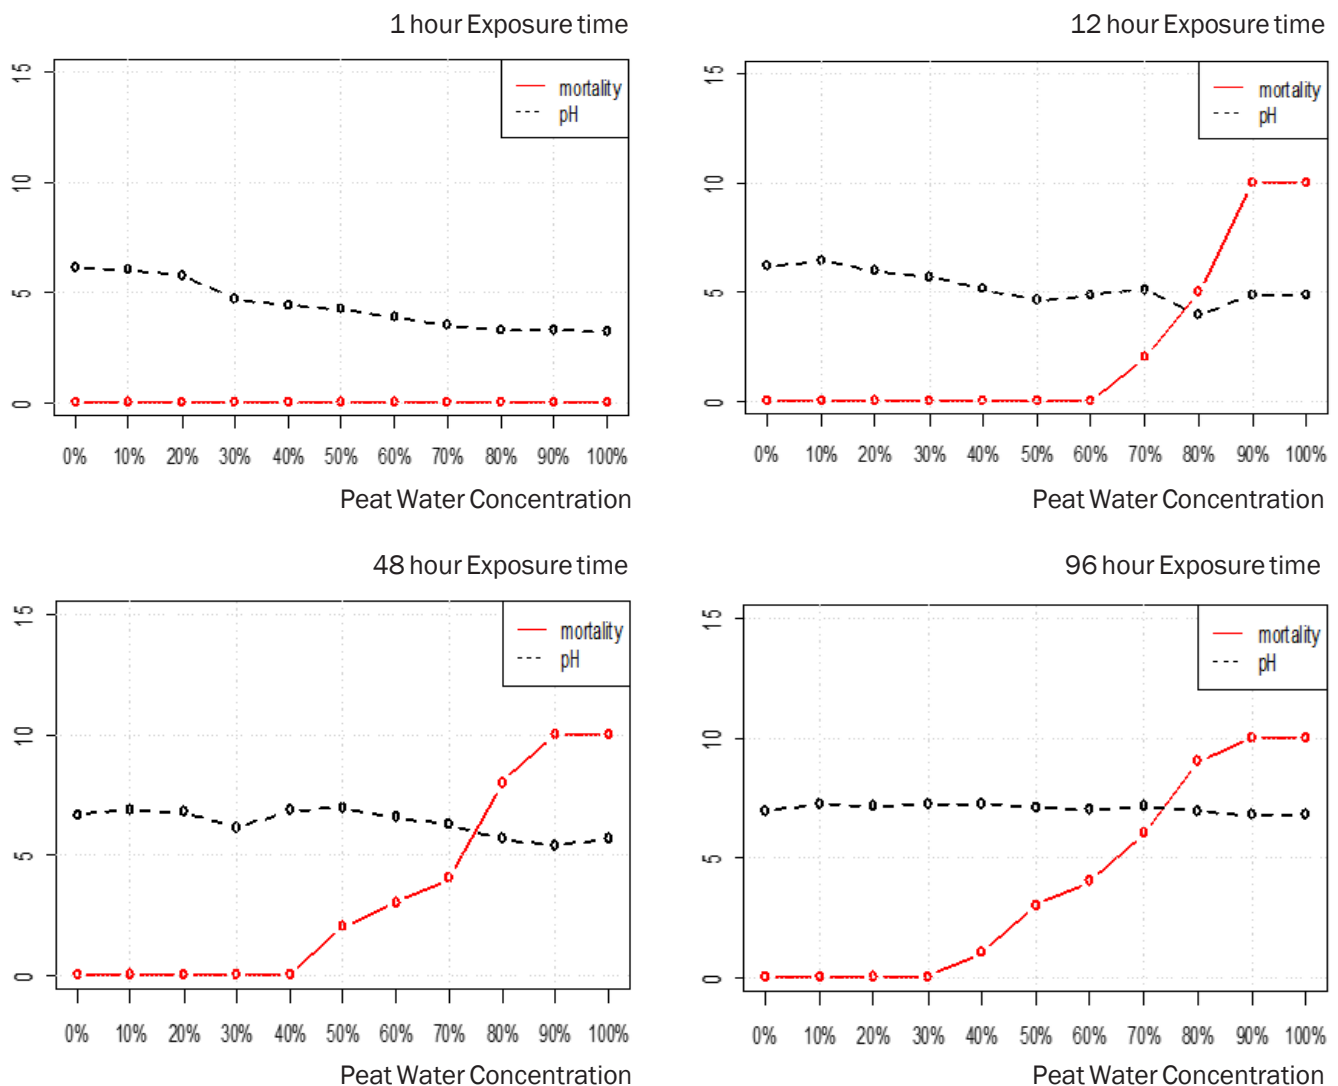 1 hour Exposure time
15
10
5
0
mortality
pH
0% 10% 20% 30% 40% 50% 60% 70% 80% 90% 100%
Peat Water Concentration
12 hour Exposure time
15
10
5
0
mortality
pH
0% 10% 20% 30% 40% 50% 60% 70% 80% 90% 100%
Peat Water Concentration
48 hour Exposure time
15
10
5
0
mortality
pH
0% 10% 20% 30% 40% 50% 60% 70% 80% 90% 100%
Peat Water Concentration
96 hour Exposure time
15
10
5
0
mortality
pH
0% 10% 20% 30% 40% 50% 60% 70% 80% 90% 100%
Peat Water Concentration